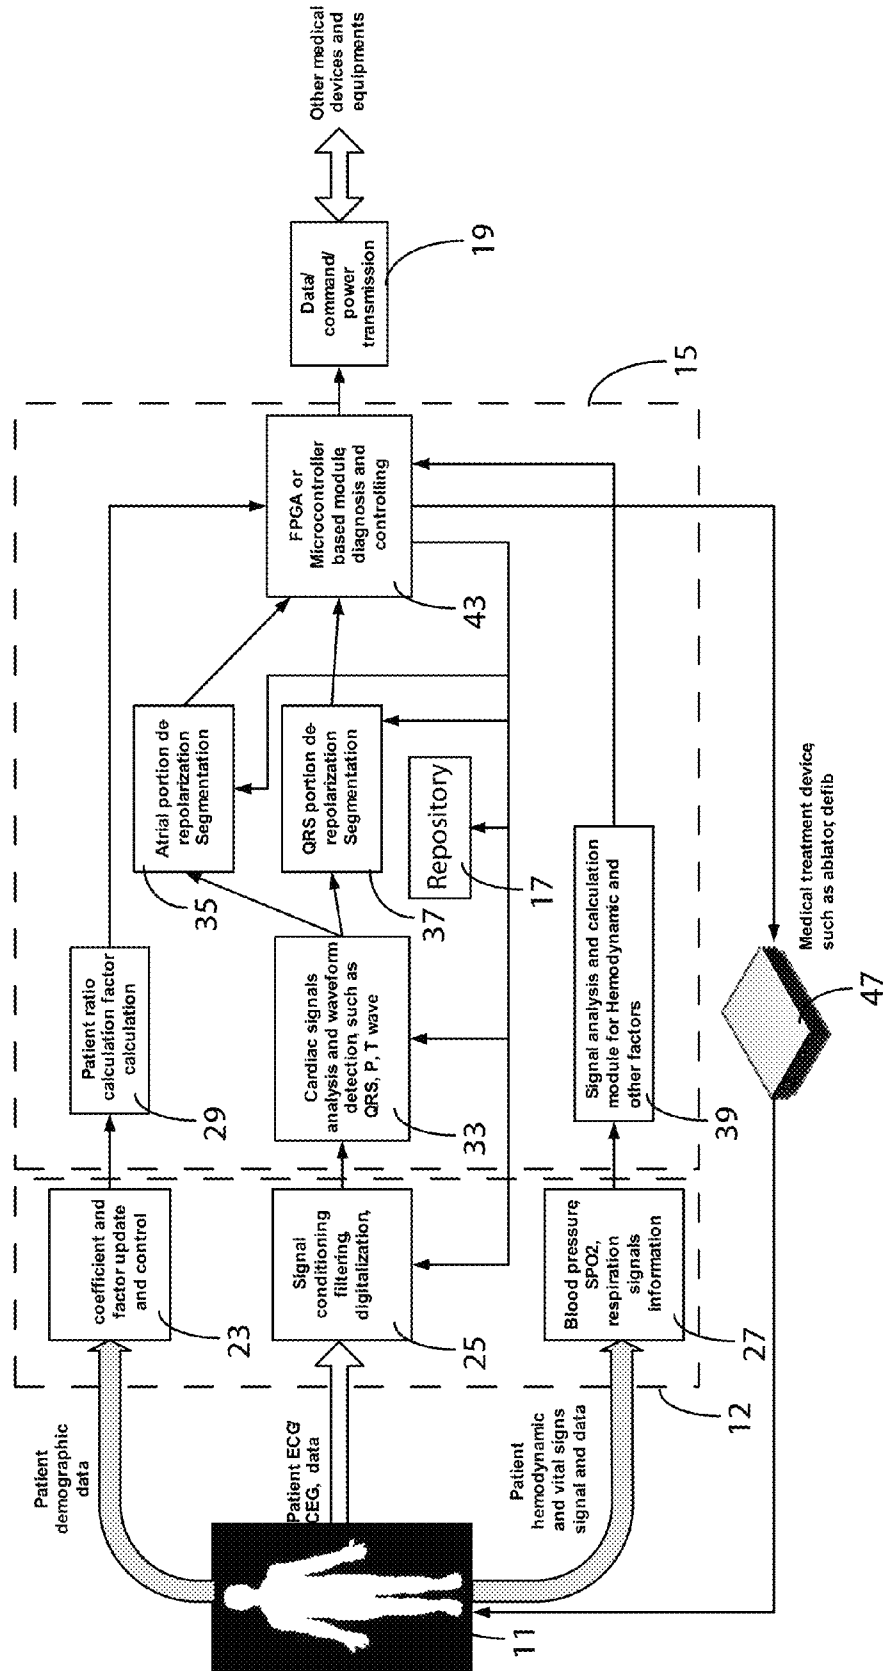 Patient
demographic
data
Patient ECG/
CEG, data
Patient
hemodynamic
and vital signs
signal and data
11
coefficient and
factor update
and control
23
Signal
conditioning
filtering,
digitalization,
25
Blood pressure,
SPO2,
respiration
signals
information
27
12
Patient ratio
calculation factor
calculation
29
Cardiac signals
analysis and waveform
detection, such as
QRS, P, T wave
33
Atrial portion de-
repolarization
Segmentation
35
QRS portion de-
repolarization
Segmentation
37
Repository
17
Signal analysis and calculation
module for Hemodynamic and
other factors
39
FPGA or
Microcontroller
based module,
diagnosis and
controlling
43
15
Data/
command/
power
transmission
19
Other medical
devices and
equipments
Medical treatment device,
such as ablator, defib
47